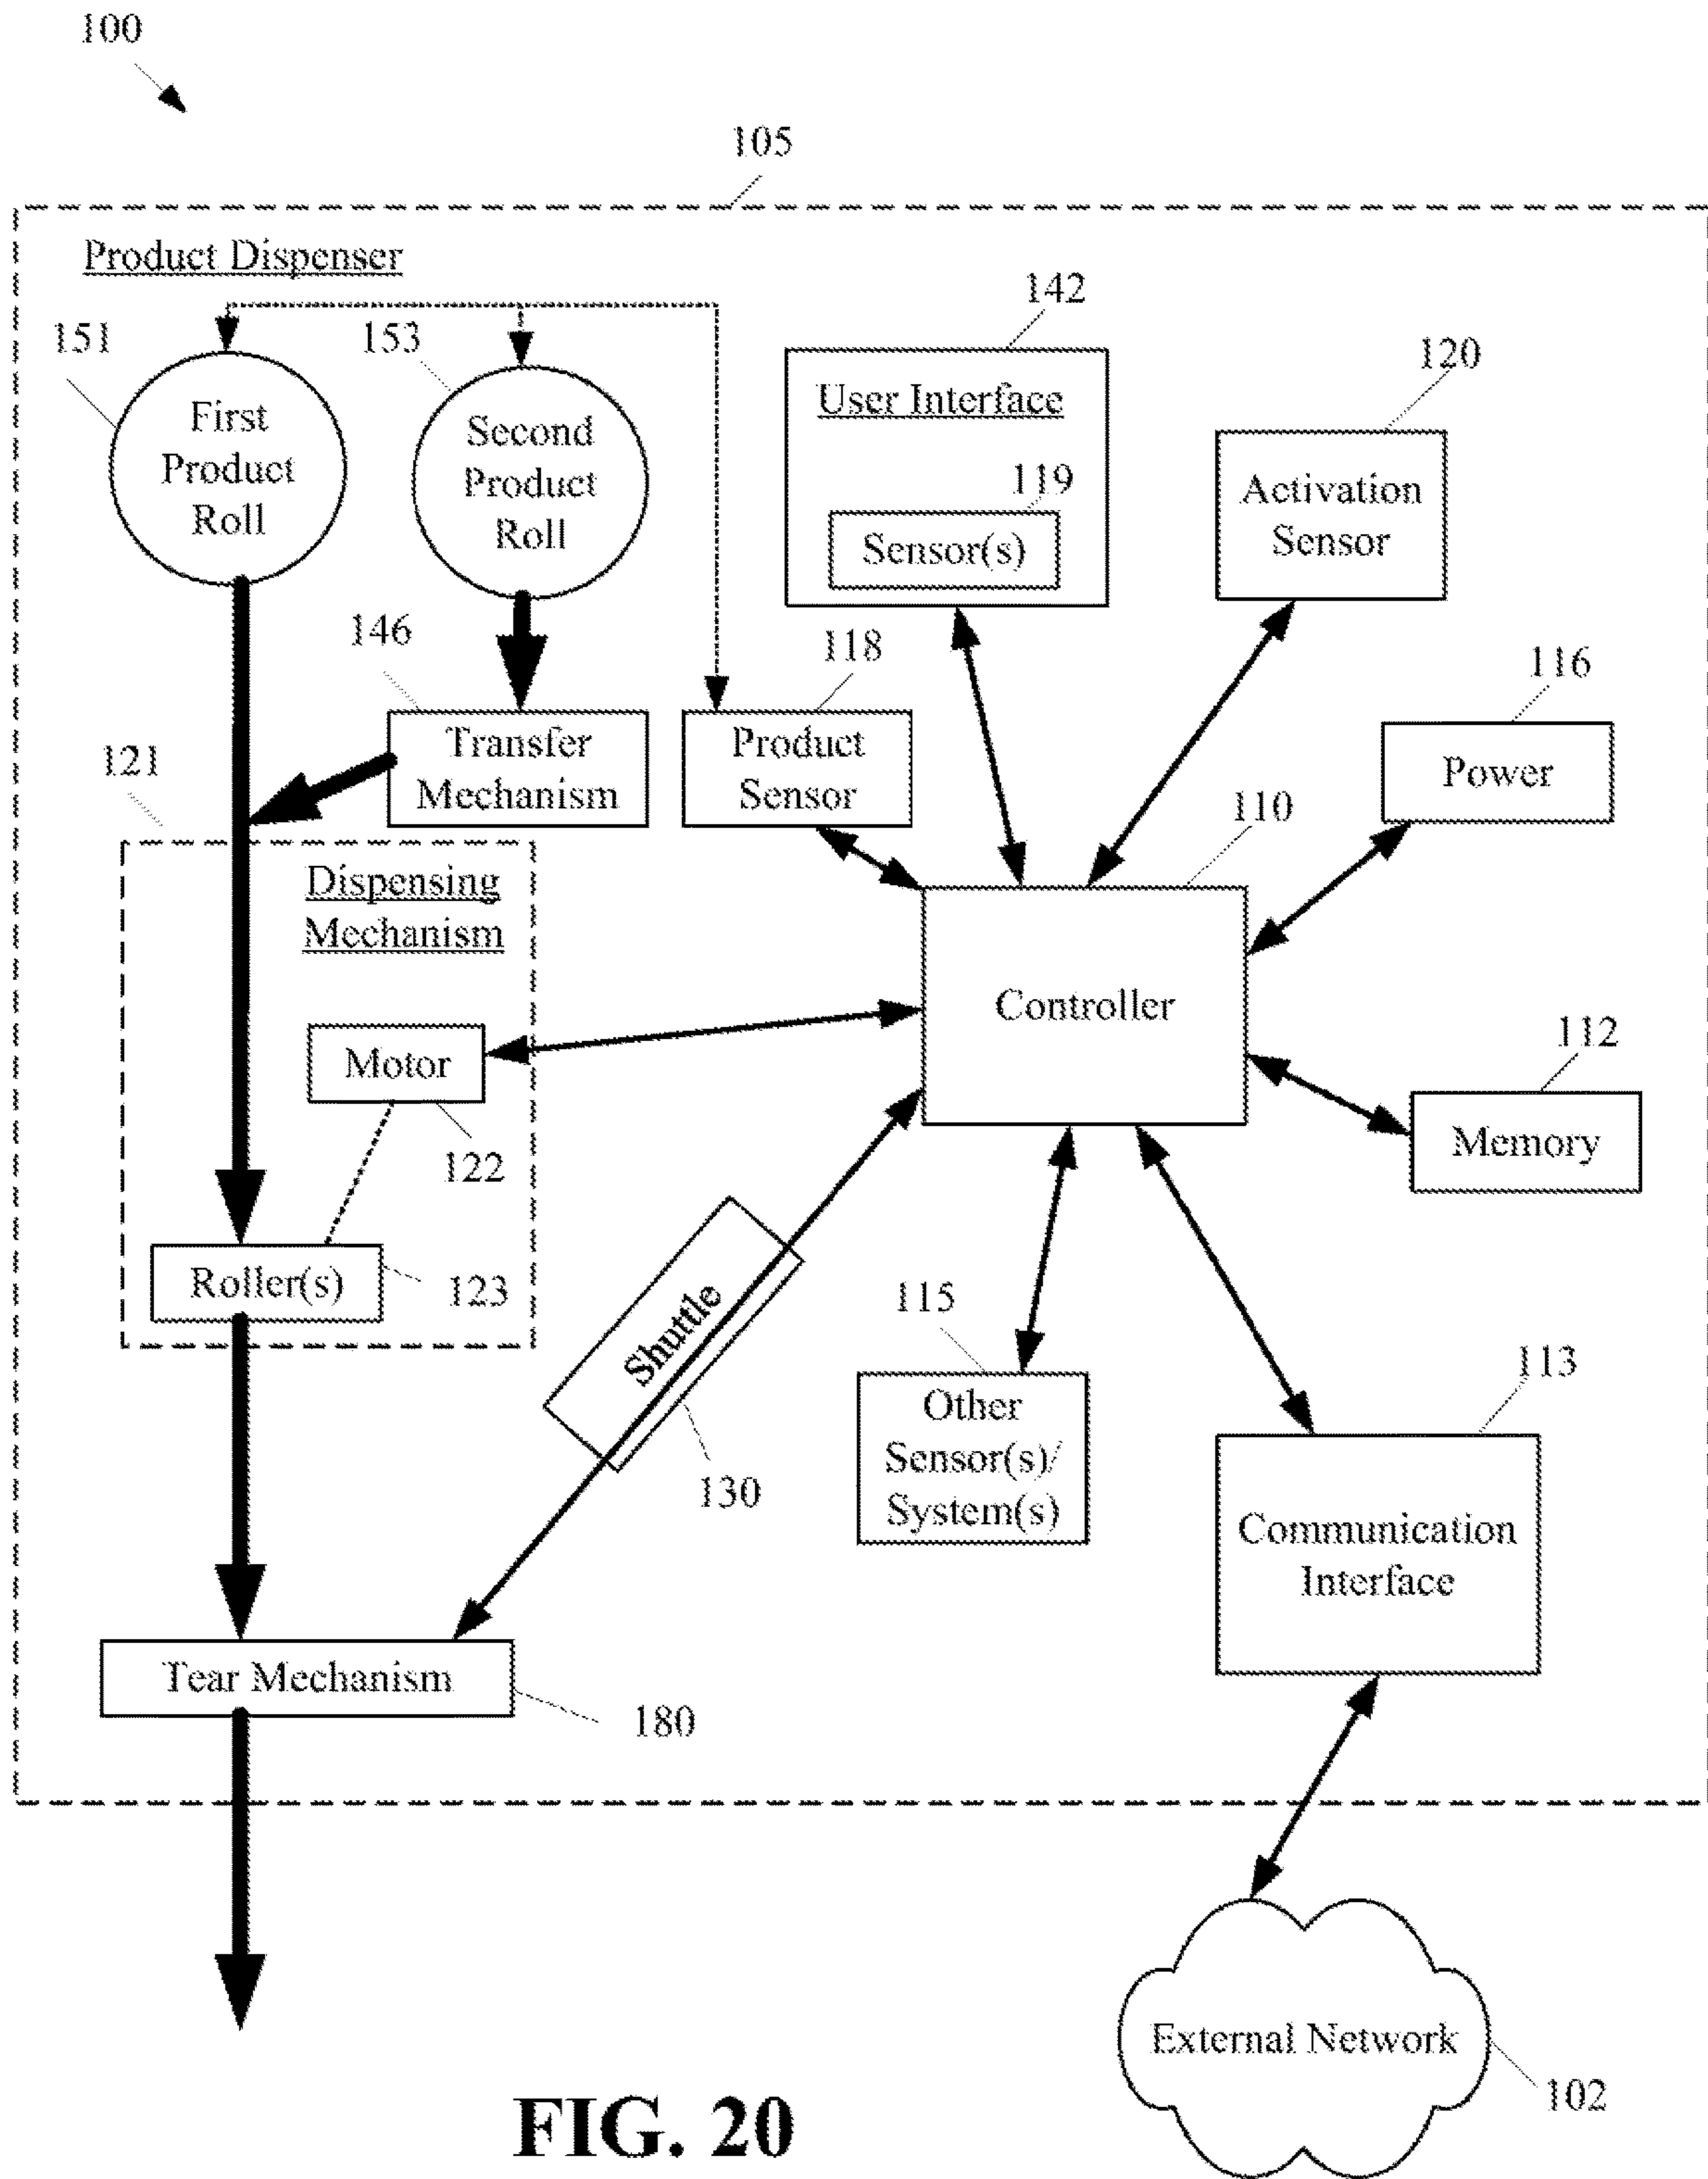 100
105
Product Dispenser
151
First
Product
Roll
153
Second
Product
Roll
142
User Interface
119
Sensor(s)
120
Activation
Sensor
146
Transfer
Mechanism
118
Product
Sensor
116
Power
121
Dispensing
Mechanism
110
Controller
Motor
122
112
Memory
Roller(s)
123
Shuttle
130
115
Other
Sensor(s)/
System(s)
113
Communication
Interface
Tear Mechanism
180
External Network
102
FIG. 20